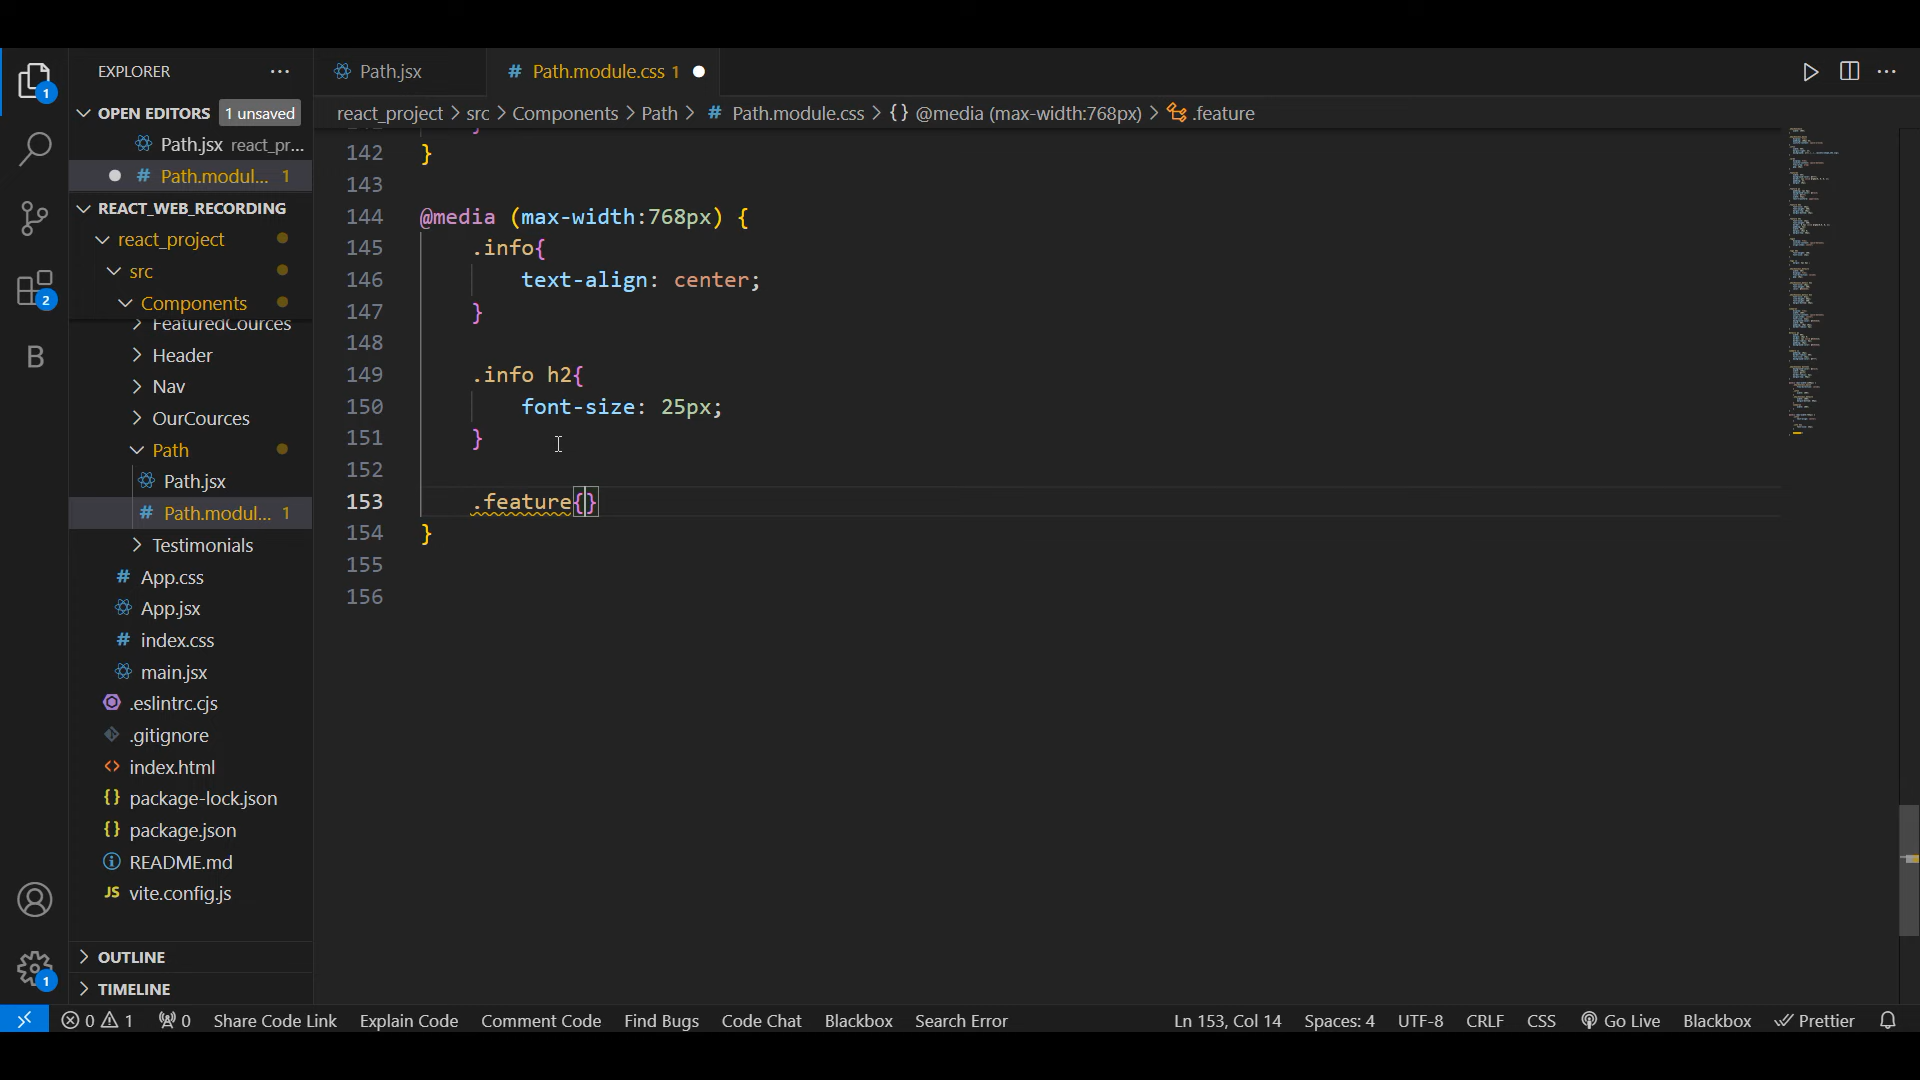 EXPLORER
Path.jsx
Path.module.css 1
OPEN EDITORS 1 unsaved
react_project > src > Components > Path > # Path.module.css > {} @media (max-width:768px) > .feature
Path.jsx react_pr...
# Path.modul... 1
REACT_WEB_RECORDING
react_project
src
Components
FeaturedCources
Header
Nav
OurCources
Path
Path.jsx
# Path.modul... 1
Testimonials
# App.css
App.jsx
# index.css
main.jsx
.eslintrc.cjs
.gitignore
<> index.html
{} package-lock.json
{} package.json
README.md
JS vite.config.js
OUTLINE
TIMELINE
1
2
B
1
142 }
143
144 @media (max-width:768px) {
145 .info{
146 text-align: center;
147 }
148
149 .info h2{
150 font-size: 25px;
151 }
152
153 .feature{}
154 }
155
156
0 1 0 Share Code Link Explain Code Comment Code Find Bugs Code Chat Blackbox Search Error Ln 153, Col 14 Spaces: 4 UTF-8 CRLF CSS Go Live Blackbox Prettier